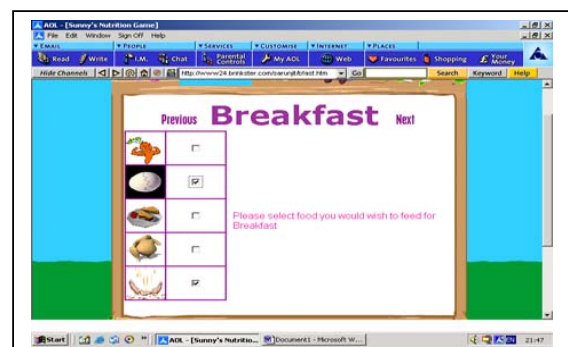 AOL - [Sunny's Nutrition Game]
File Edit Window Sign Off Help
EMAIL PEOPLE SERVICES CUSTOMISE INTERNET PLACES
Read Write I.M. Chat Parental Controls My AOL Web Favourites Shopping £ Your Money
Hide Channels Go Search Keyword Help
Previous Breakfast Next
Please select food you would wish to feed for
Breakfast
Start AOL - [Sunny's Nutritio... Document1 - Microsoft W... EN 21:47